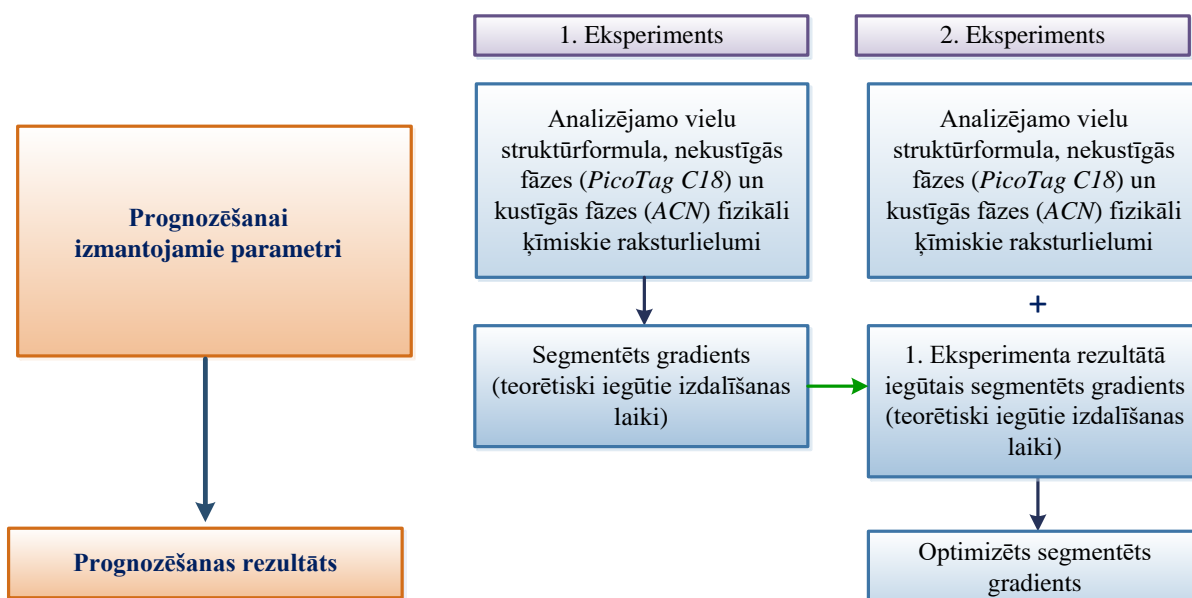 1. Eksperiments
2. Eksperiments
Prognozēšanai
izmantojamie parametri
Analizējamo vielu
struktūrformula, nekustīgās
fāzes (PicoTag C18) un
kustīgās fāzes (ACN) fizikāli
ķīmiskie raksturlielumi
Analizējamo vielu
struktūrformula, nekustīgās
fāzes (PicoTag C18) un
kustīgās fāzes (ACN) fizikāli
ķīmiskie raksturlielumi
+
Segmentēts gradients
(teorētiski iegūtie izdalīšanas
laiki)
1. Eksperimenta rezultātā
iegūtais segmentēts gradients
(teorētiski iegūtie izdalīšanas
laiki)
Prognozēšanas rezultāts
Optimizēts segmentēts
gradients